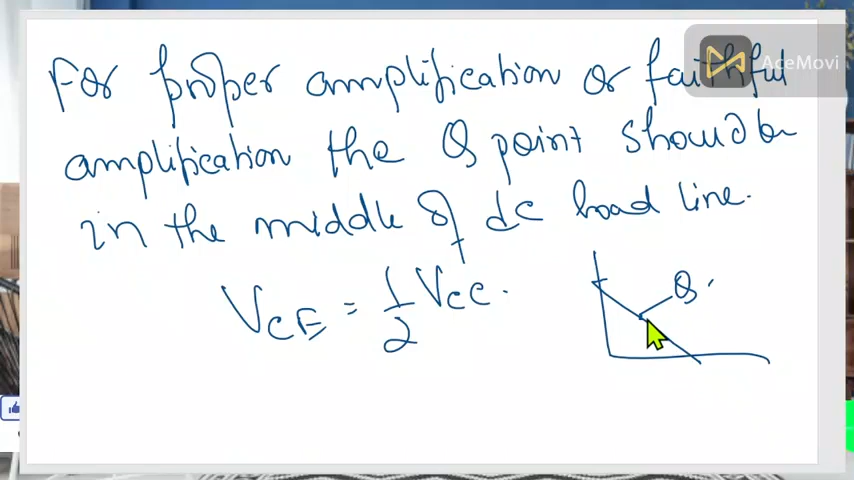 For proper amplification or faithful
AceMovi
amplification the Q point should be
in the middle of dc load line.
VCE = 1/2 VCC.
Q